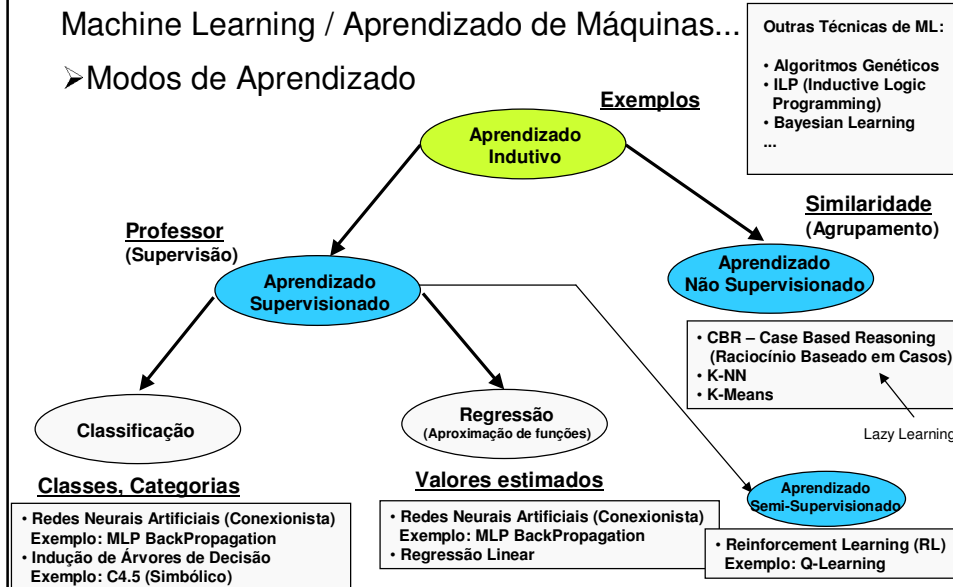 Machine Learning / Aprendizado de Máquinas...
➢Modos de Aprendizado
Outras Técnicas de ML:
• Algoritmos Genéticos
• ILP (Inductive Logic
Programming)
• Bayesian Learning
...
Exemplos
Aprendizado
Indutivo
Professor
(Supervisão)
Similaridade
(Agrupamento)
Aprendizado
Supervisionado
Aprendizado
Não Supervisionado
• CBR – Case Based Reasoning
(Raciocínio Baseado em Casos)
• K-NN
• K-Means
Lazy Learning
Classificação
Regressão
(Aproximação de funções)
Classes, Categorias
Valores estimados
Aprendizado
Semi-Supervisionado
• Redes Neurais Artificiais (Conexionista)
Exemplo: MLP BackPropagation
• Indução de Árvores de Decisão
Exemplo: C4.5 (Simbólico)
• Redes Neurais Artificiais (Conexionista)
Exemplo: MLP BackPropagation
• Regressão Linear
• Reinforcement Learning (RL)
Exemplo: Q-Learning